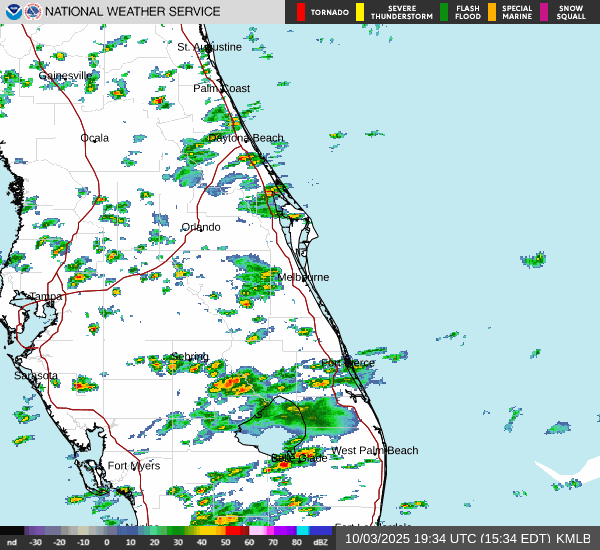 NATIONAL WEATHER SERVICE
TORNADO
SEVERE THUNDERSTORM
FLASH FLOOD
SPECIAL MARINE
SNOW SQUALL
St. Augustine
Gainesville
Palm Coast
Ocala
Daytona Beach
Orlando
Melbourne
Tampa
Sebring
Fort Pierce
Sarasota
West Palm Beach
Belle Glade
Fort Myers
Fort Lauderdale
nd -30 -20 -10 0 10 20 30 40 50 60 70 80 dBZ
10/03/2025 19:34 UTC (15:34 EDT) KMLB